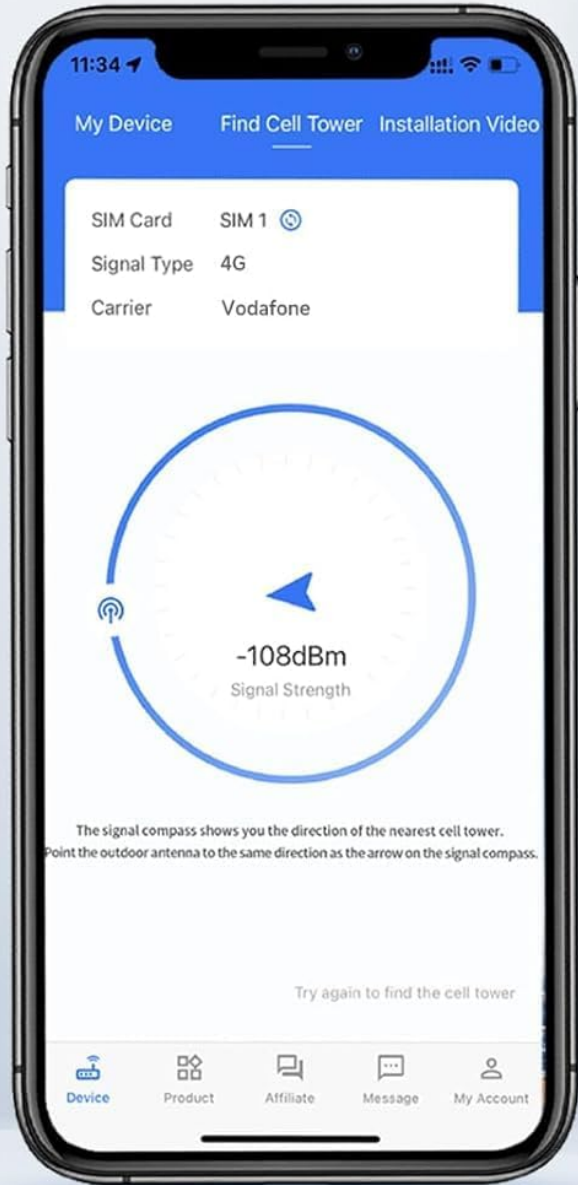 11:34
My Device Find Cell Tower Installation Video
SIM Card SIM 1
Signal Type 4G
Carrier Vodafone
-108dBm
Signal Strength
The signal compass shows you the direction of the nearest cell tower.
Point the outdoor antenna to the same direction as the arrow on the signal compass.
Try again to find the cell tower
Device Product Affiliate Message My Account